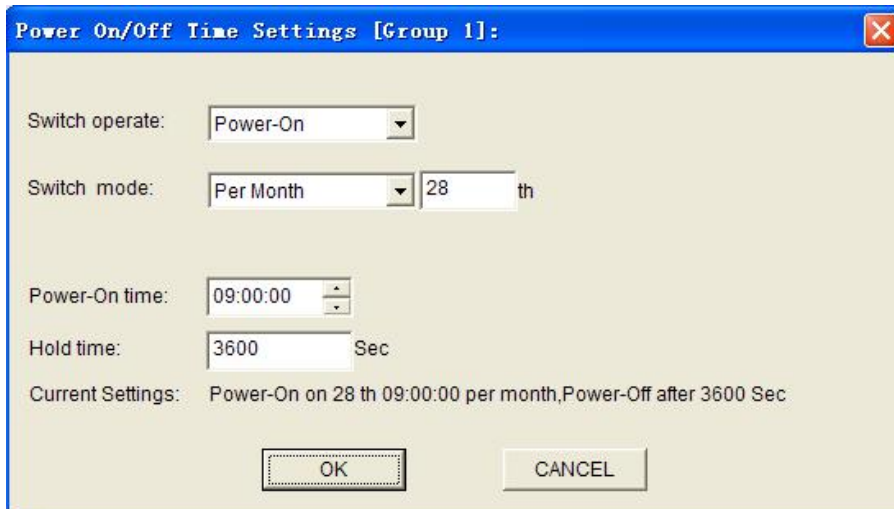 Power On/Off Time Settings [Group 1]:
Switch operate: Power-On
Switch mode: Per Month 28 th
Power-On time: 09:00:00
Hold time: 3600 Sec
Current Settings: Power-On on 28 th 09:00:00 per month,Power-Off after 3600 Sec
OK CANCEL